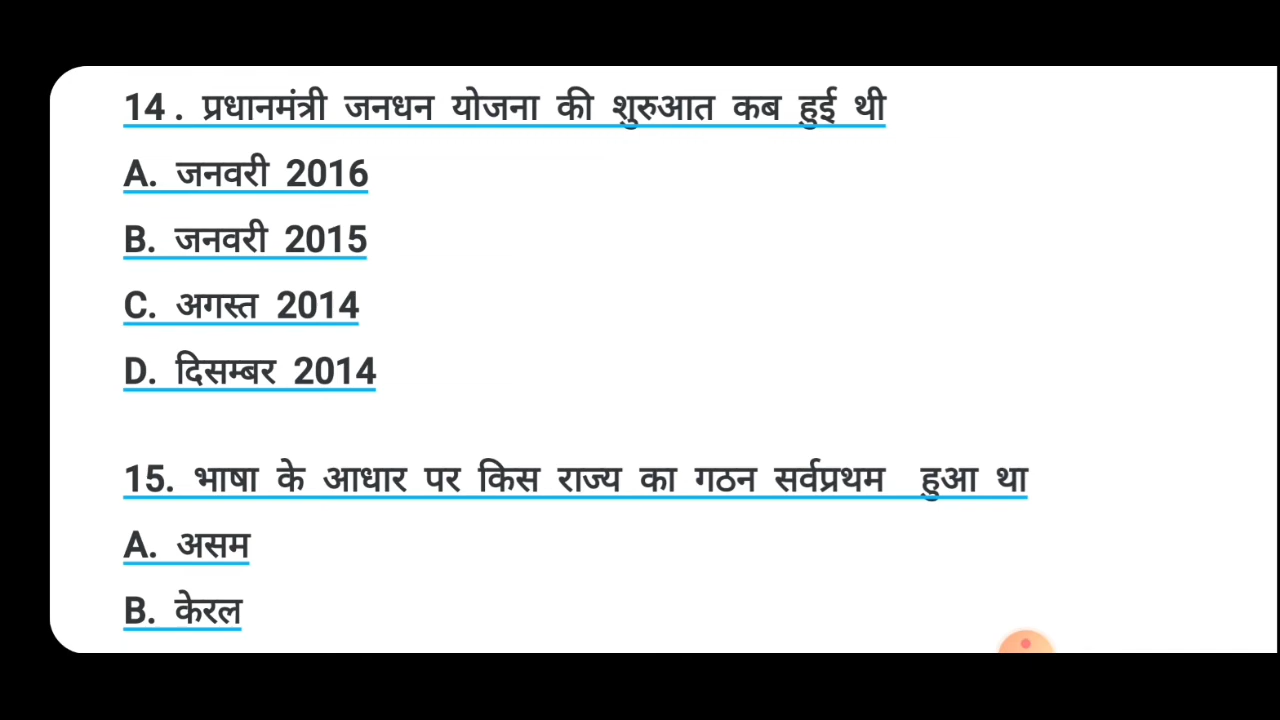 14 . प्रधानमंत्री जनधन योजना की शुरुआत कब हुई थी
A. जनवरी 2016
B. जनवरी 2015
C. अगस्त 2014
D. दिसम्बर 2014
15. भाषा के आधार पर किस राज्य का गठन सर्वप्रथम हुआ था
A. असम
B. केरल